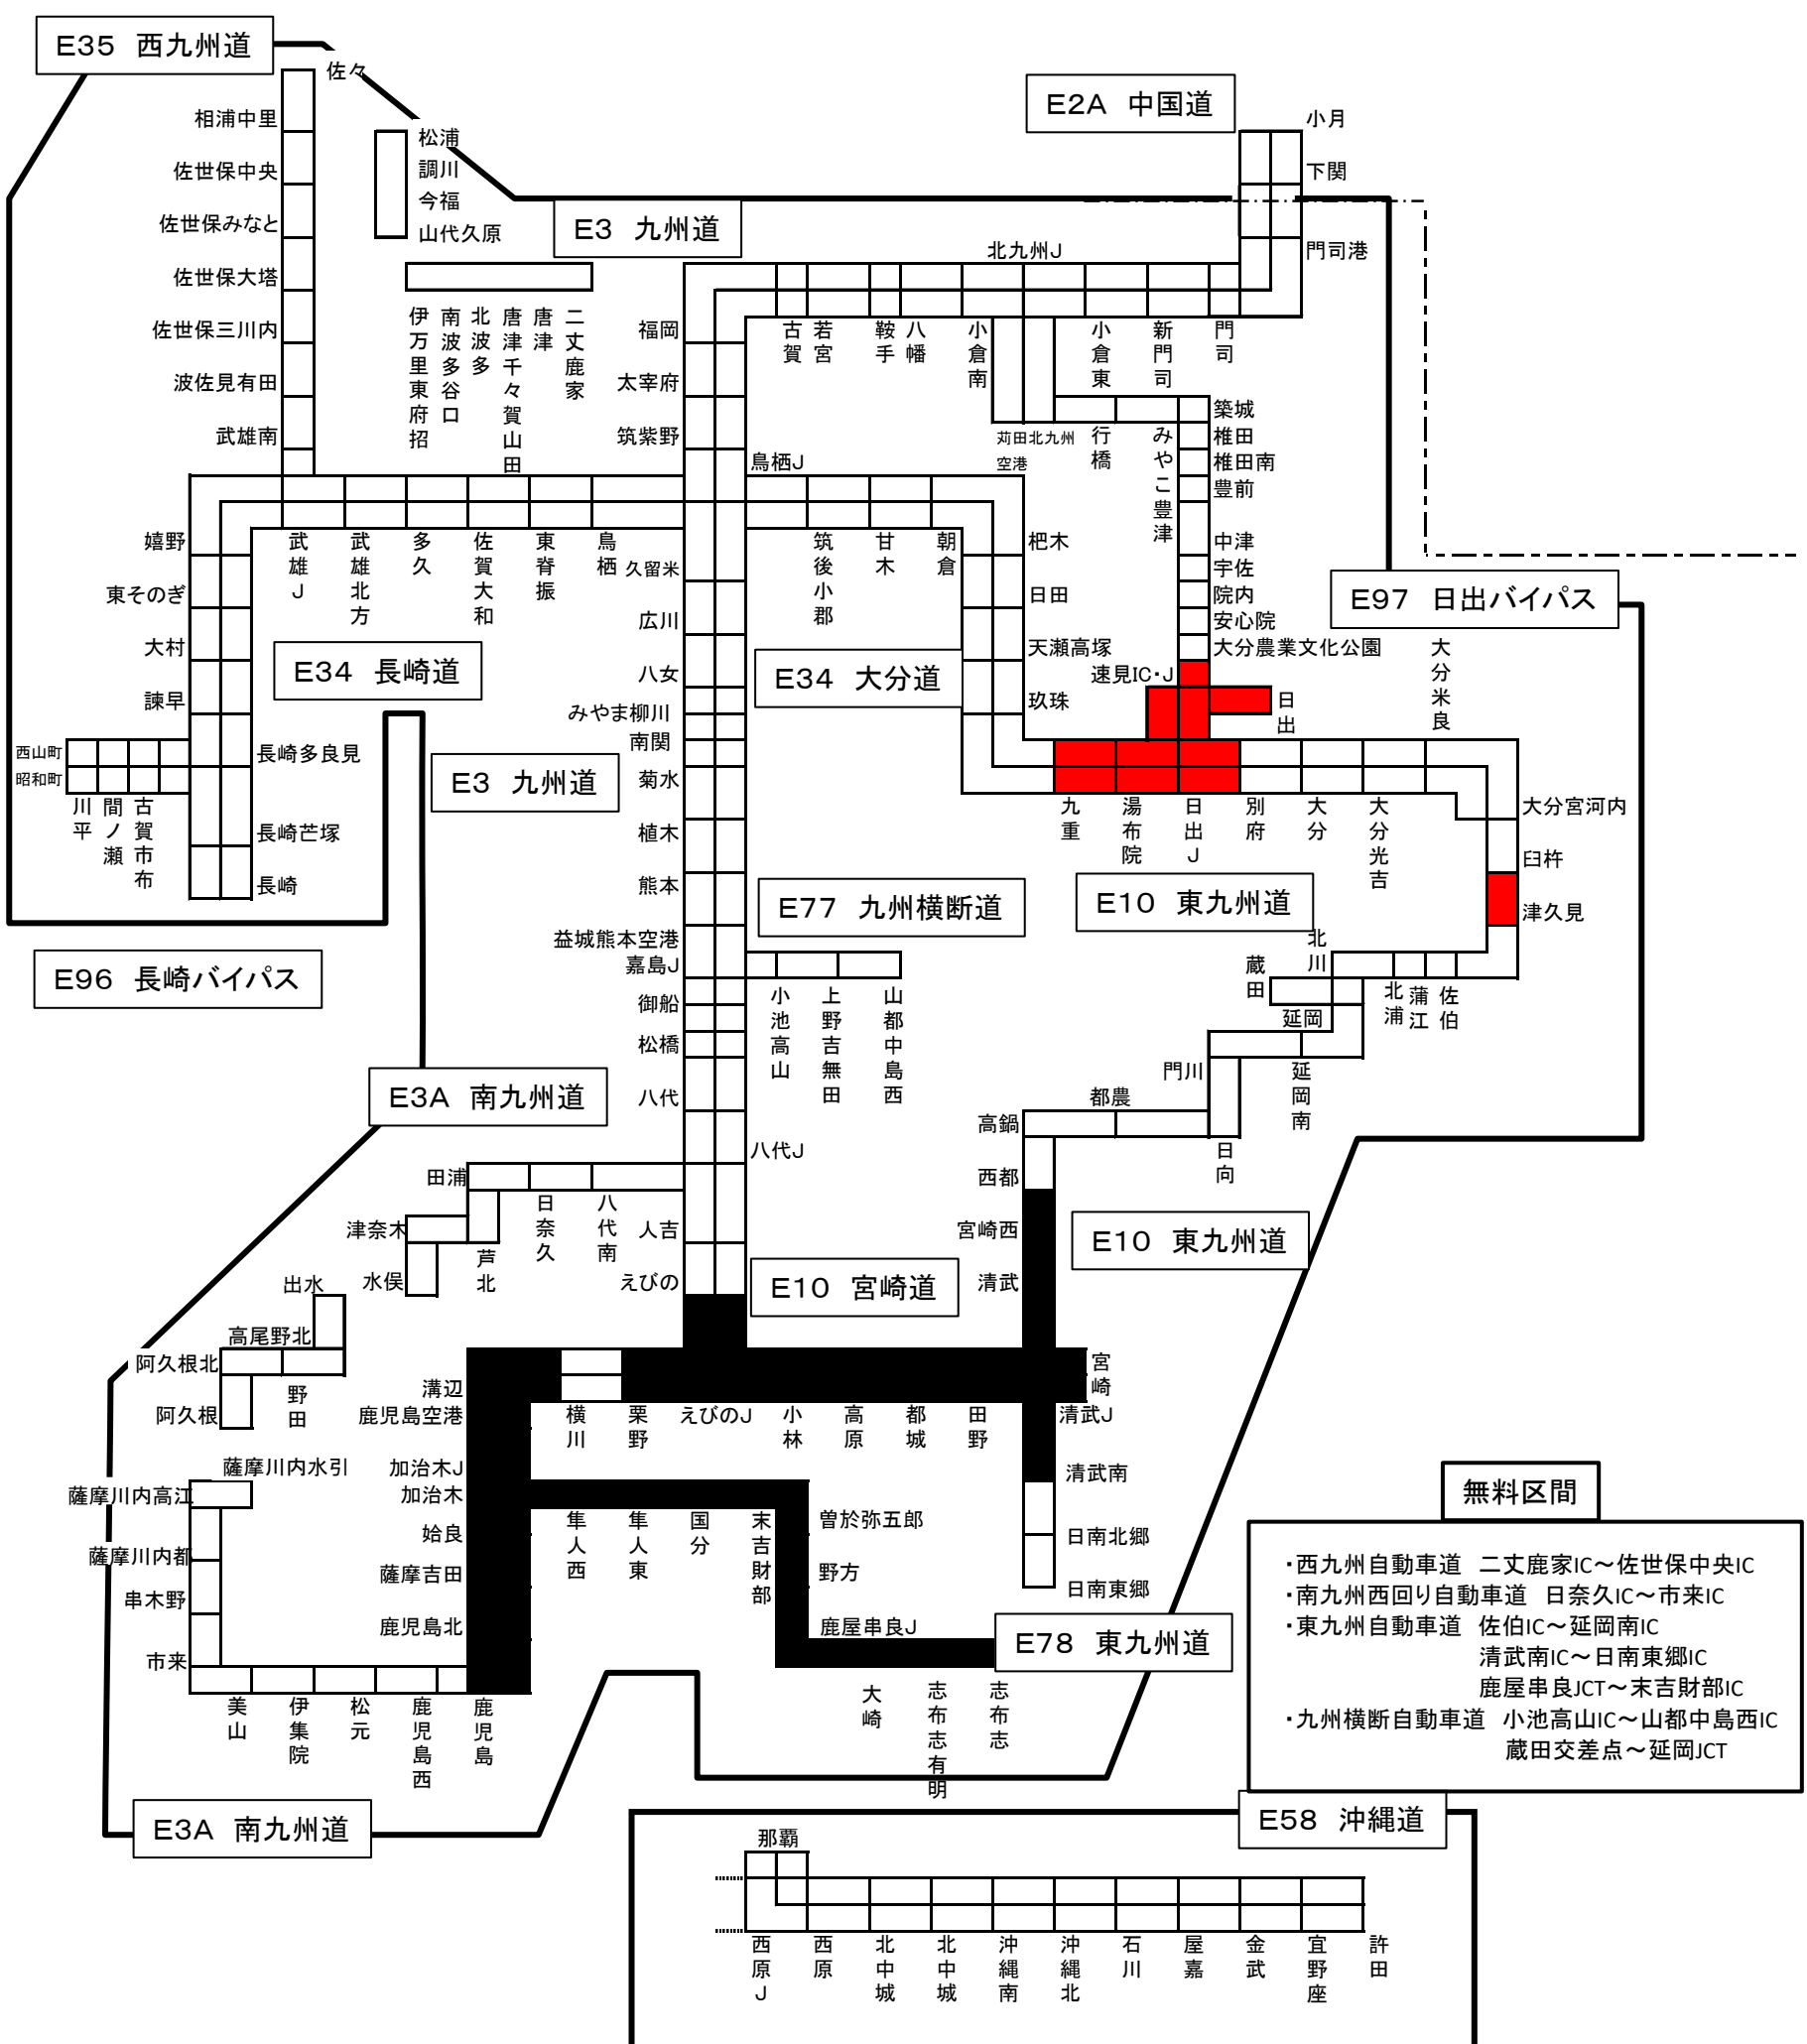 E35 西九州道
佐々
相浦中里
佐世保中央
佐世保みなと
佐世保大塔
佐世保三川内
波佐見有田
武雄南
松浦
調川
今福
山代久原
伊万里東府招
南波多谷口
北波多
唐津千々賀山田
唐津
二丈鹿家
E2A 中国道
小月
下関
門司港
E3 九州道
北九州J
福岡
太宰府
筑紫野
鳥栖J
古賀
若宮
鞍手
八幡
小倉南
小倉東
新門司
門司
苅田北九州
空港
行橋
みやこ豊津
築城
椎田
椎田南
豊前
中津
宇佐
院内
安心院
大分農業文化公園
速見IC・J
日出
嬉野
東そのぎ
大村
諫早
西山町
昭和町
川平
間ノ瀬
古賀市布
長崎多良見
長崎芒塚
長崎
武雄J
武雄北方
多久
佐賀大和
東脊振
鳥栖
E34 長崎道
E96 長崎バイパス
久留米
広川
八女
みやま柳川
南関
菊水
植木
熊本
益城熊本空港
嘉島J
御船
松橋
八代
八代J
人吉
えびの
E3 九州道
筑後小郡
甘木
朝倉
杷木
日田
天瀬高塚
玖珠
E34 大分道
E97 日出バイパス
九重
湯布院
日出J
別府
大分
大分光吉
大分米良
大分宮河内
臼杵
津久見
E10 東九州道
佐伯
蒲江
北浦
北川
蔵田
延岡
延岡南
門川
日向
都農
高鍋
西都
宮崎西
清武
E10 東九州道
E77 九州横断道
小池高山
上野吉無田
山都中島西
E3A 南九州道
田浦
日奈久
八代南
津奈木
芦北
水俣
出水
高尾野北
阿久根北
野田
阿久根
薩摩川内水引
薩摩川内高江
薩摩川内都
串木野
市来
美山
伊集院
松元
鹿児島西
鹿児島
E10 宮崎道
溝辺
鹿児島空港
加治木J
加治木
姶良
薩摩吉田
鹿児島北
横川
栗野
えびのJ
小林
高原
都城
田野
宮崎
清武J
清武南
日南北郷
日南東郷
隼人西
隼人東
国分
末吉財部
曽於弥五郎
野方
鹿屋串良J
大崎
志布志有明
志布志
E78 東九州道
E3A 南九州道
無料区間
・西九州自動車道 二丈鹿家IC～佐世保中央IC
・南九州西回り自動車道 日奈久IC～市来IC
・東九州自動車道 佐伯IC～延岡南IC
清武南IC～日南東郷IC
鹿屋串良JCT～末吉財部IC
・九州横断自動車道 小池高山IC～山都中島西IC
蔵田交差点～延岡JCT
E58 沖縄道
那覇
西原J
西原
北中城
北中城
沖縄南
沖縄北
石川
屋嘉
金武
宜野座
許田